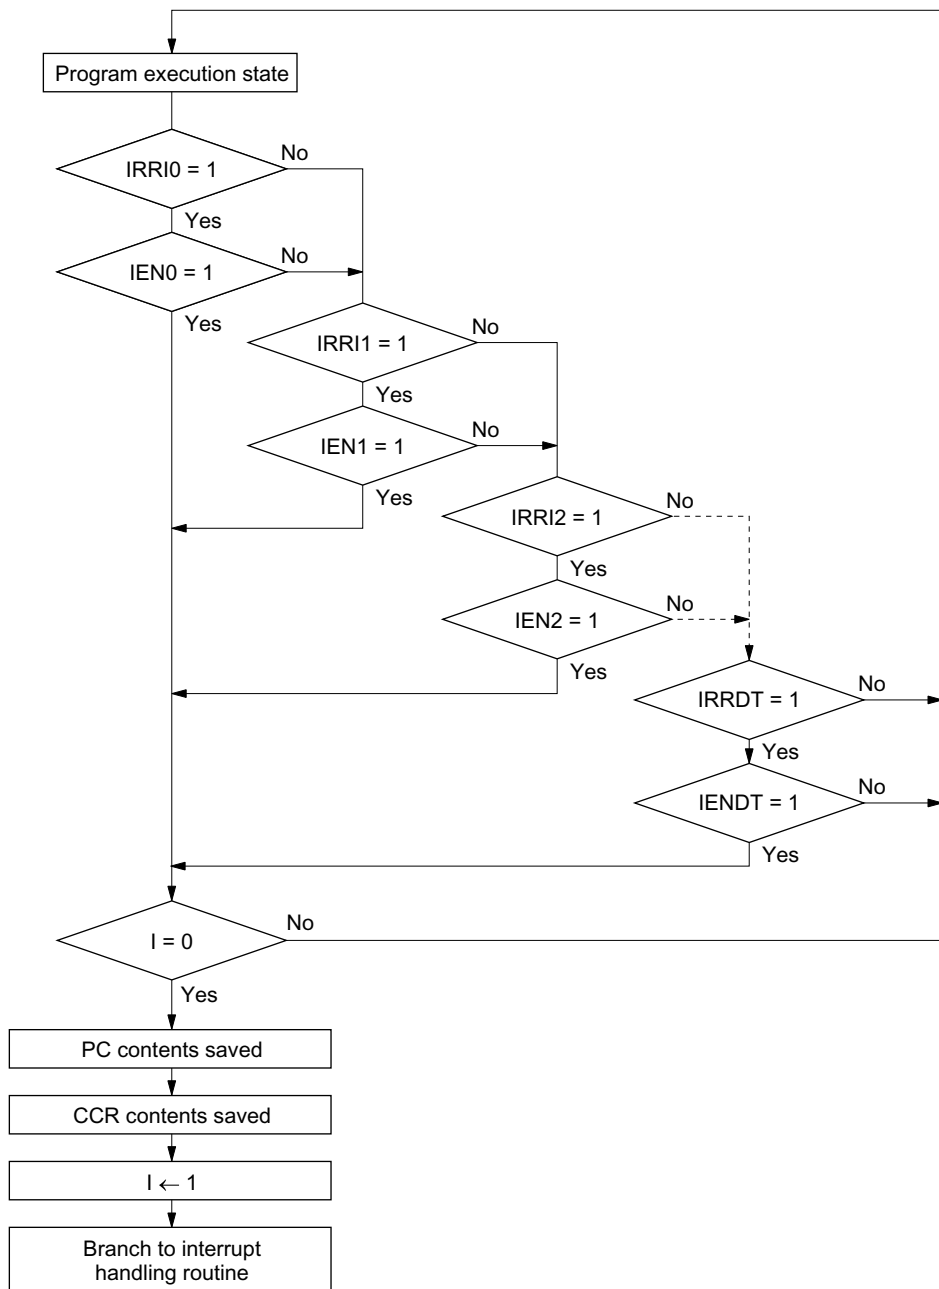 Program execution state
IRRI0 = 1
No
Yes
IEN0 = 1
No
Yes
IRRI1 = 1
No
Yes
IEN1 = 1
No
Yes
IRRI2 = 1
No
Yes
IEN2 = 1
No
Yes
IRRDT = 1
No
Yes
IENDT = 1
No
Yes
I = 0
No
Yes
PC contents saved
CCR contents saved
I ← 1
Branch to interrupt
handling routine